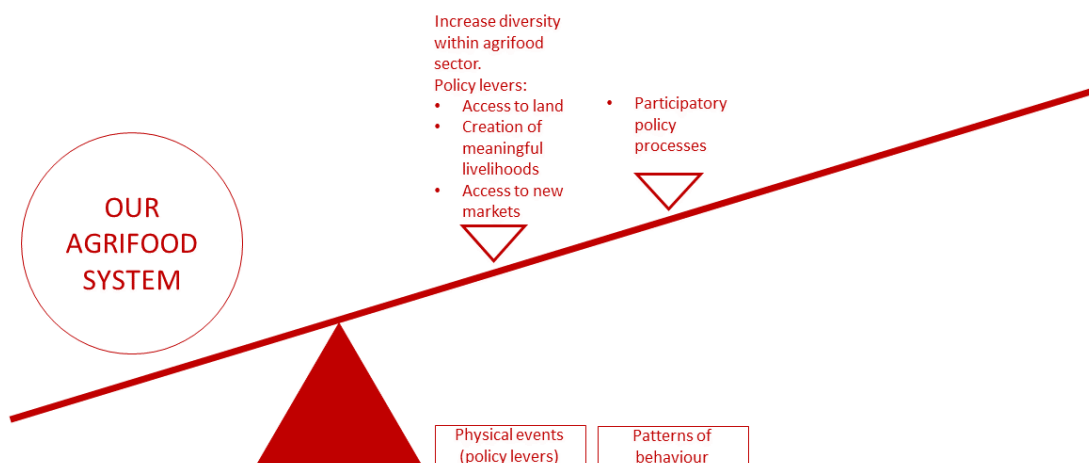 Increase diversity
within agrifood
sector.
Policy levers:
• Access to land
• Creation of
meaningful
livelihoods
• Access to new
markets
• Participatory
policy
processes
OUR
AGRIFOOD
SYSTEM
Physical events
(policy levers)
Patterns of
behaviour